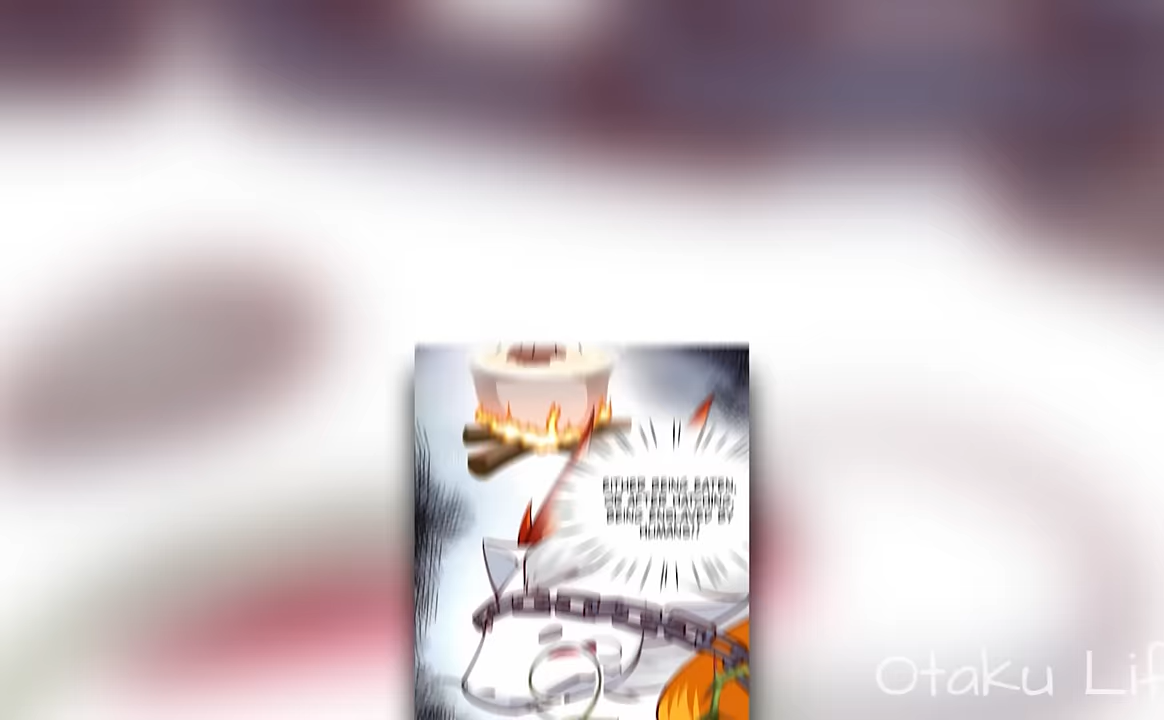 EITHER BEING EATEN,
OR AFTER HATCHING,
BEING ENSLAVED BY
HUMANS!!
Otaku Lif